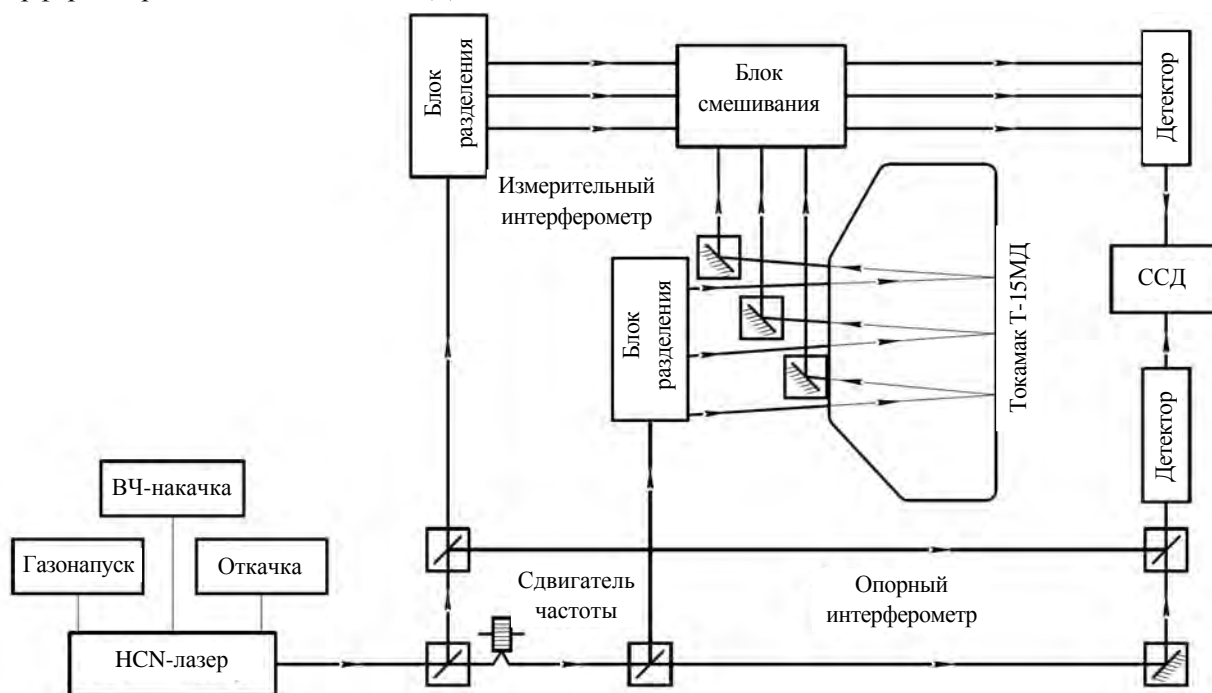 Блок
разделения
Блок
смешивания
Детектор
Измерительный
интерферометр
Блок
разделения
Токамак Т-15МД
ССД
Детектор
ВЧ-накачка
Газонапуск
Откачка
Сдвигатель
частоты
Опорный
интерферометр
HCN-лазер